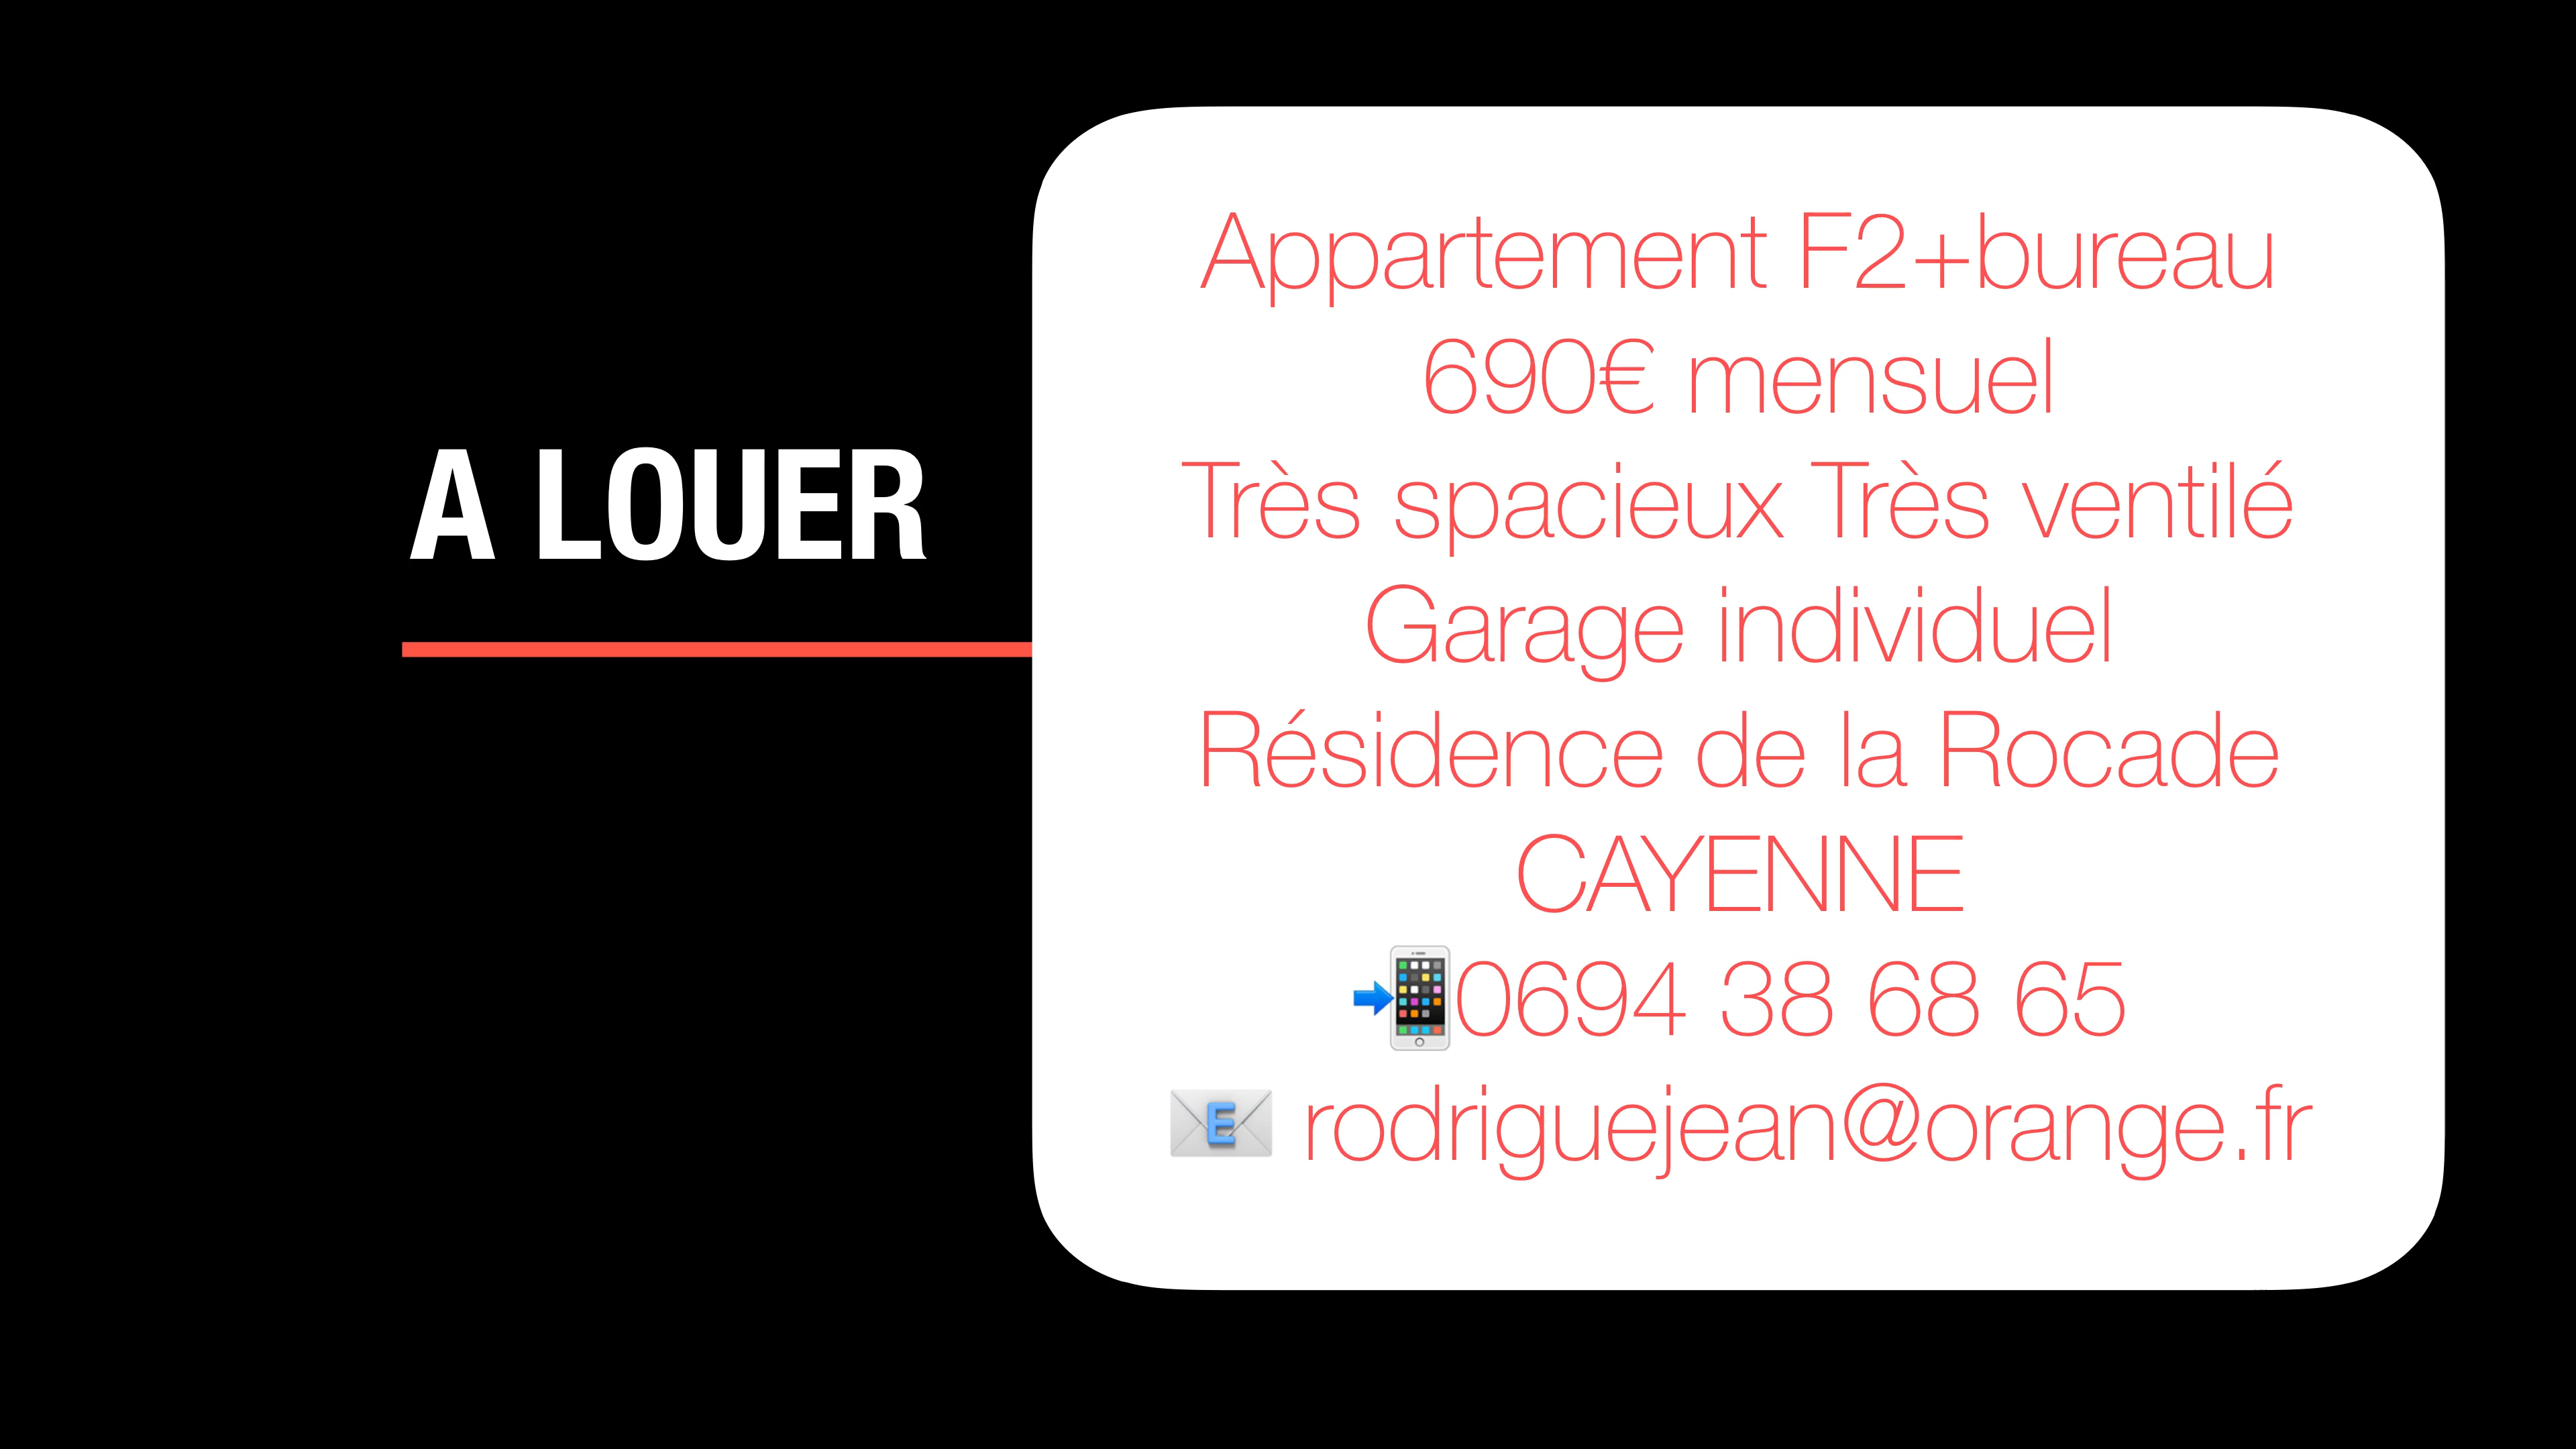 A LOUER
Appartement F2+bureau
690€ mensuel
Très spacieux Très ventilé
Garage individuel
Résidence de la Rocade
CAYENNE
📲0694 38 68 65
📧 rodriguejean@orange.fr